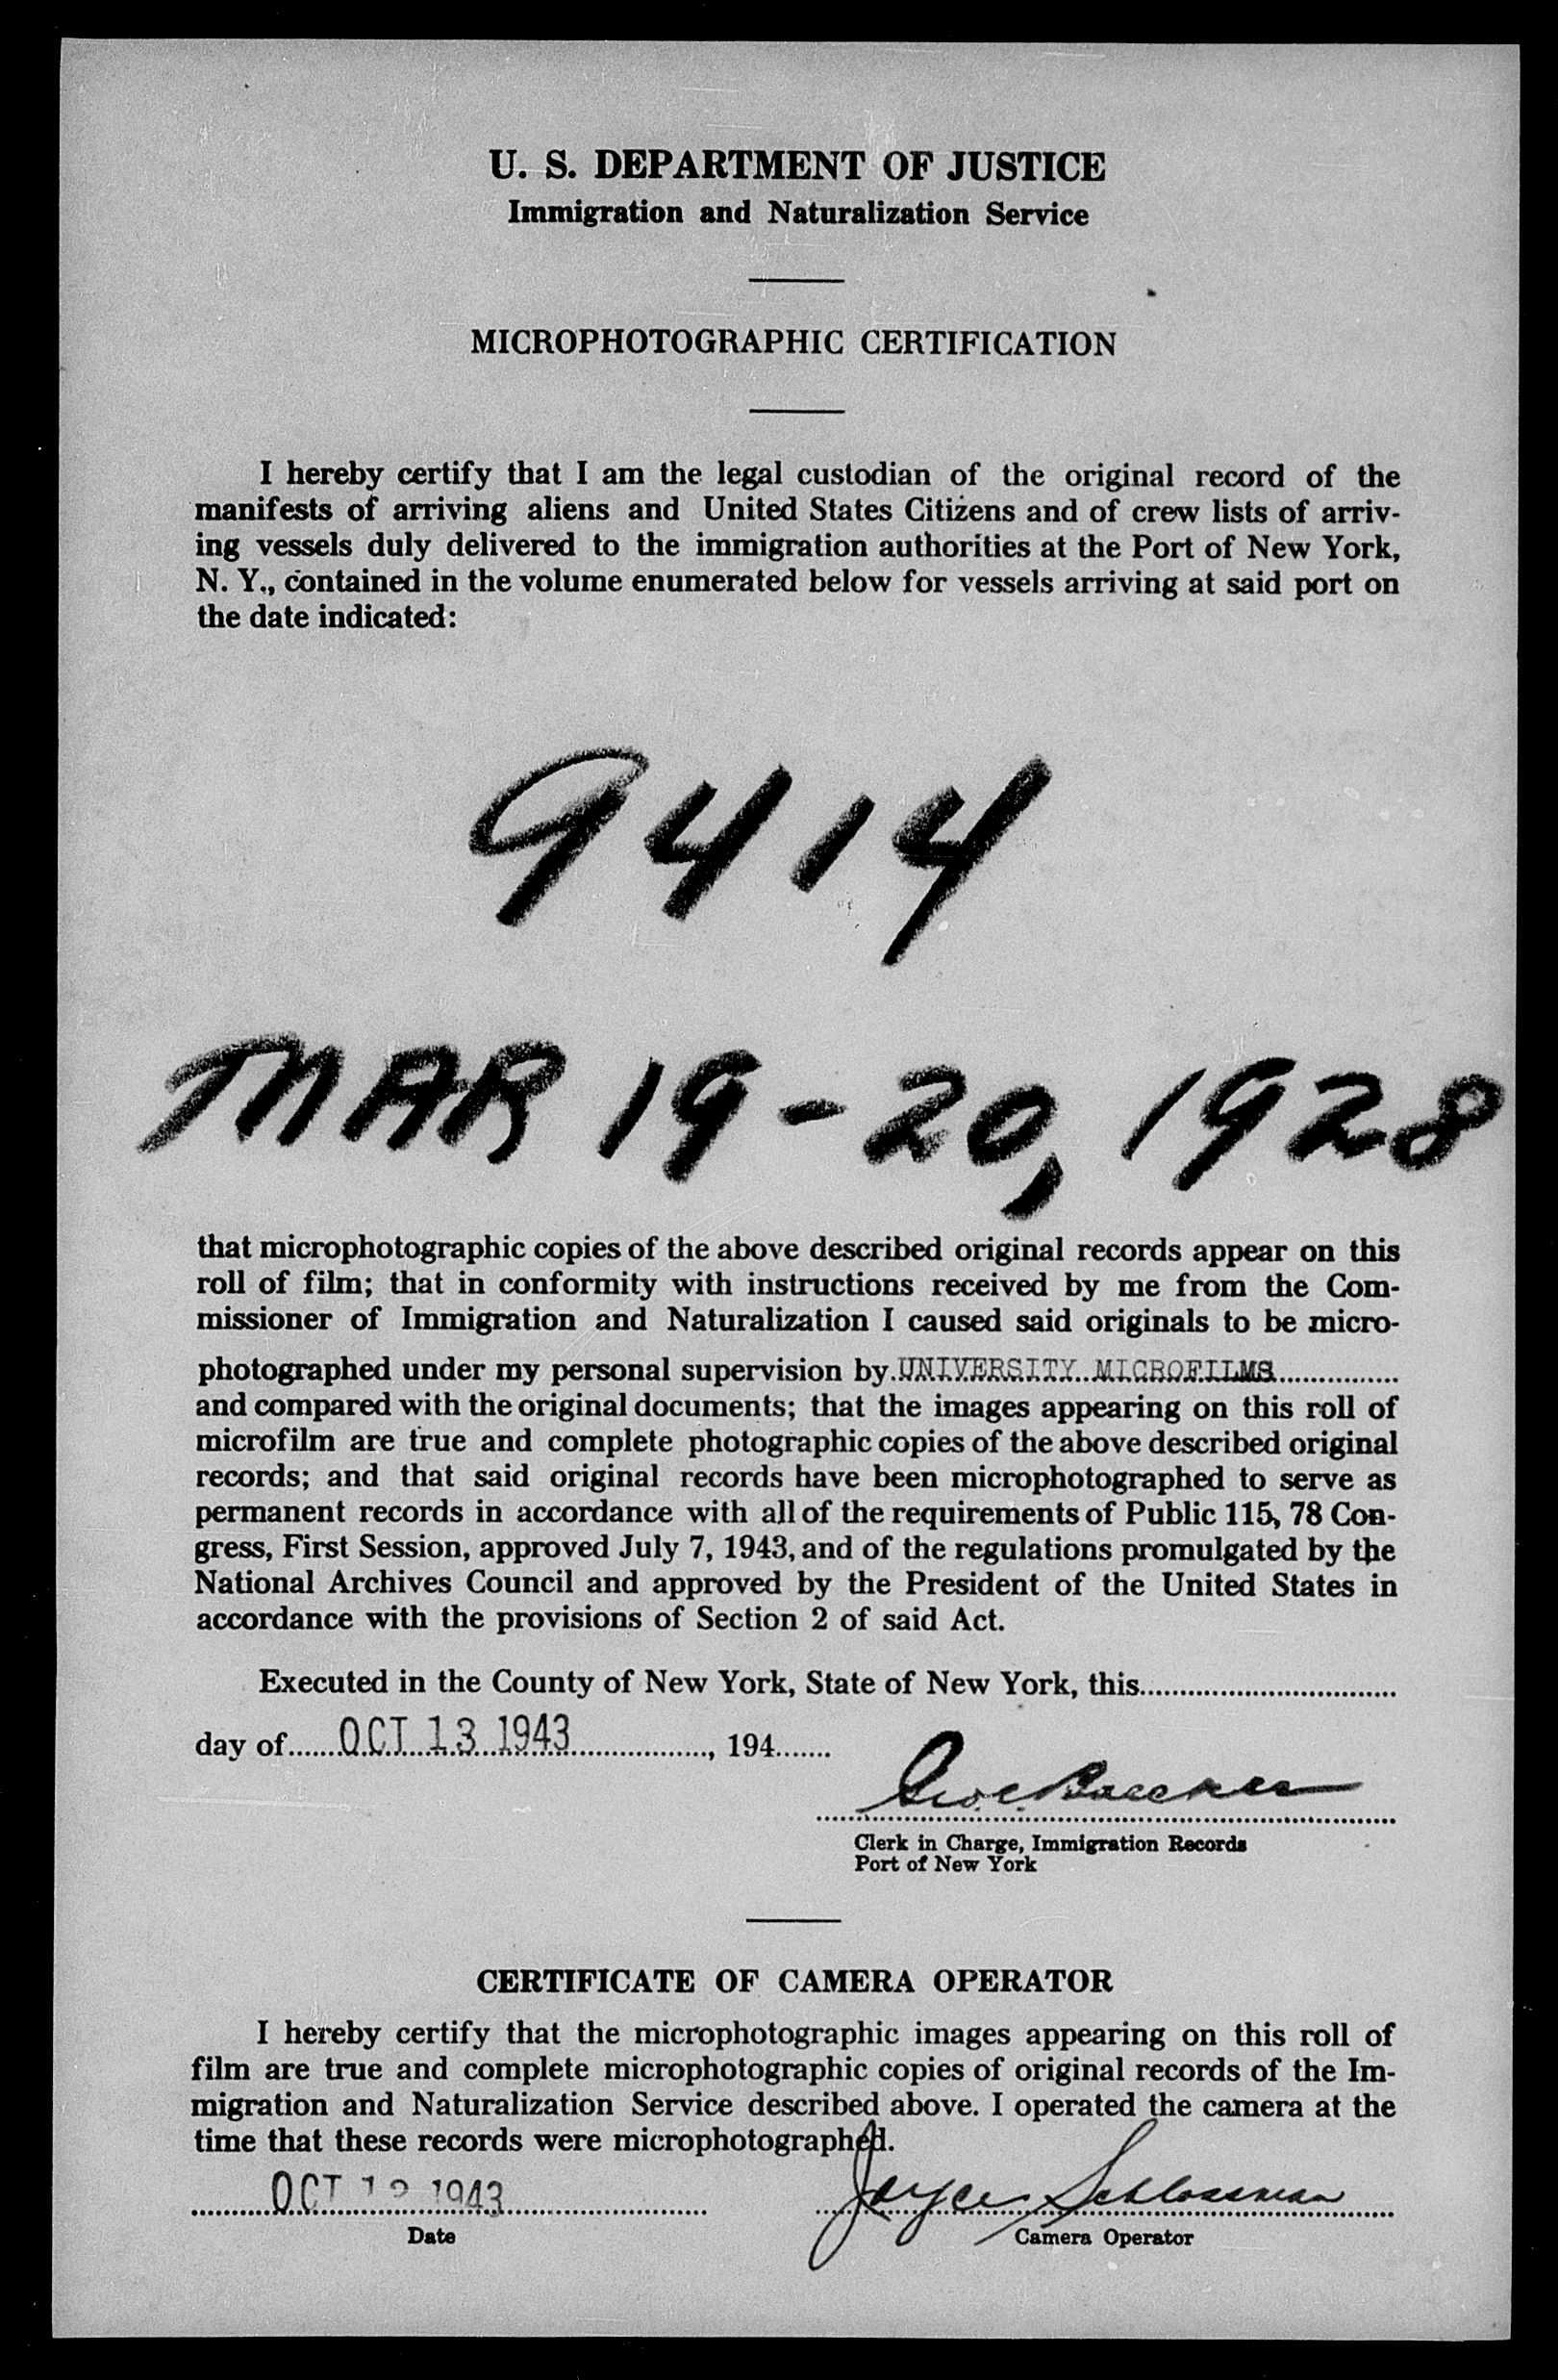 U. S. DEPARTMENT OF JUSTICE
Immigration and Naturalization Service
MICROPHOTOGRAPHIC CERTIFICATION
I hereby certify that I am the legal custodian of the original record of the
manifests of arriving aliens and United States Citizens and of crew lists of arriv-
ing vessels duly delivered to the immigration authorities at the Port of New York,
N. Y., contained in the volume enumerated below for vessels arriving at said port on
the date indicated:
9414
MAR 19-20, 1928
that microphotographic copies of the above described original records appear on this
roll of film; that in conformity with instructions received by me from the Com-
missioner of Immigration and Naturalization I caused said originals to be micro-
photographed under my personal supervision by UNIVERSITY MICROFILMS
and compared with the original documents; that the images appearing on this roll of
microfilm are true and complete photographic copies of the above described original
records; and that said original records have been microphotographed to serve as
permanent records in accordance with all of the requirements of Public 115, 78 Con-
gress, First Session, approved July 7, 1943, and of the regulations promulgated by the
National Archives Council and approved by the President of the United States in
accordance with the provisions of Section 2 of said Act.
Executed in the County of New York, State of New York, this
day of OCT 13 1943, 194
Clerk in Charge, Immigration Records
Port of New York
CERTIFICATE OF CAMERA OPERATOR
I hereby certify that the microphotographic images appearing on this roll of
film are true and complete microphotographic copies of original records of the Im-
migration and Naturalization Service described above. I operated the camera at the
time that these records were microphotographed.
OCT 1943 Joyce Schlossman
Date Camera Operator